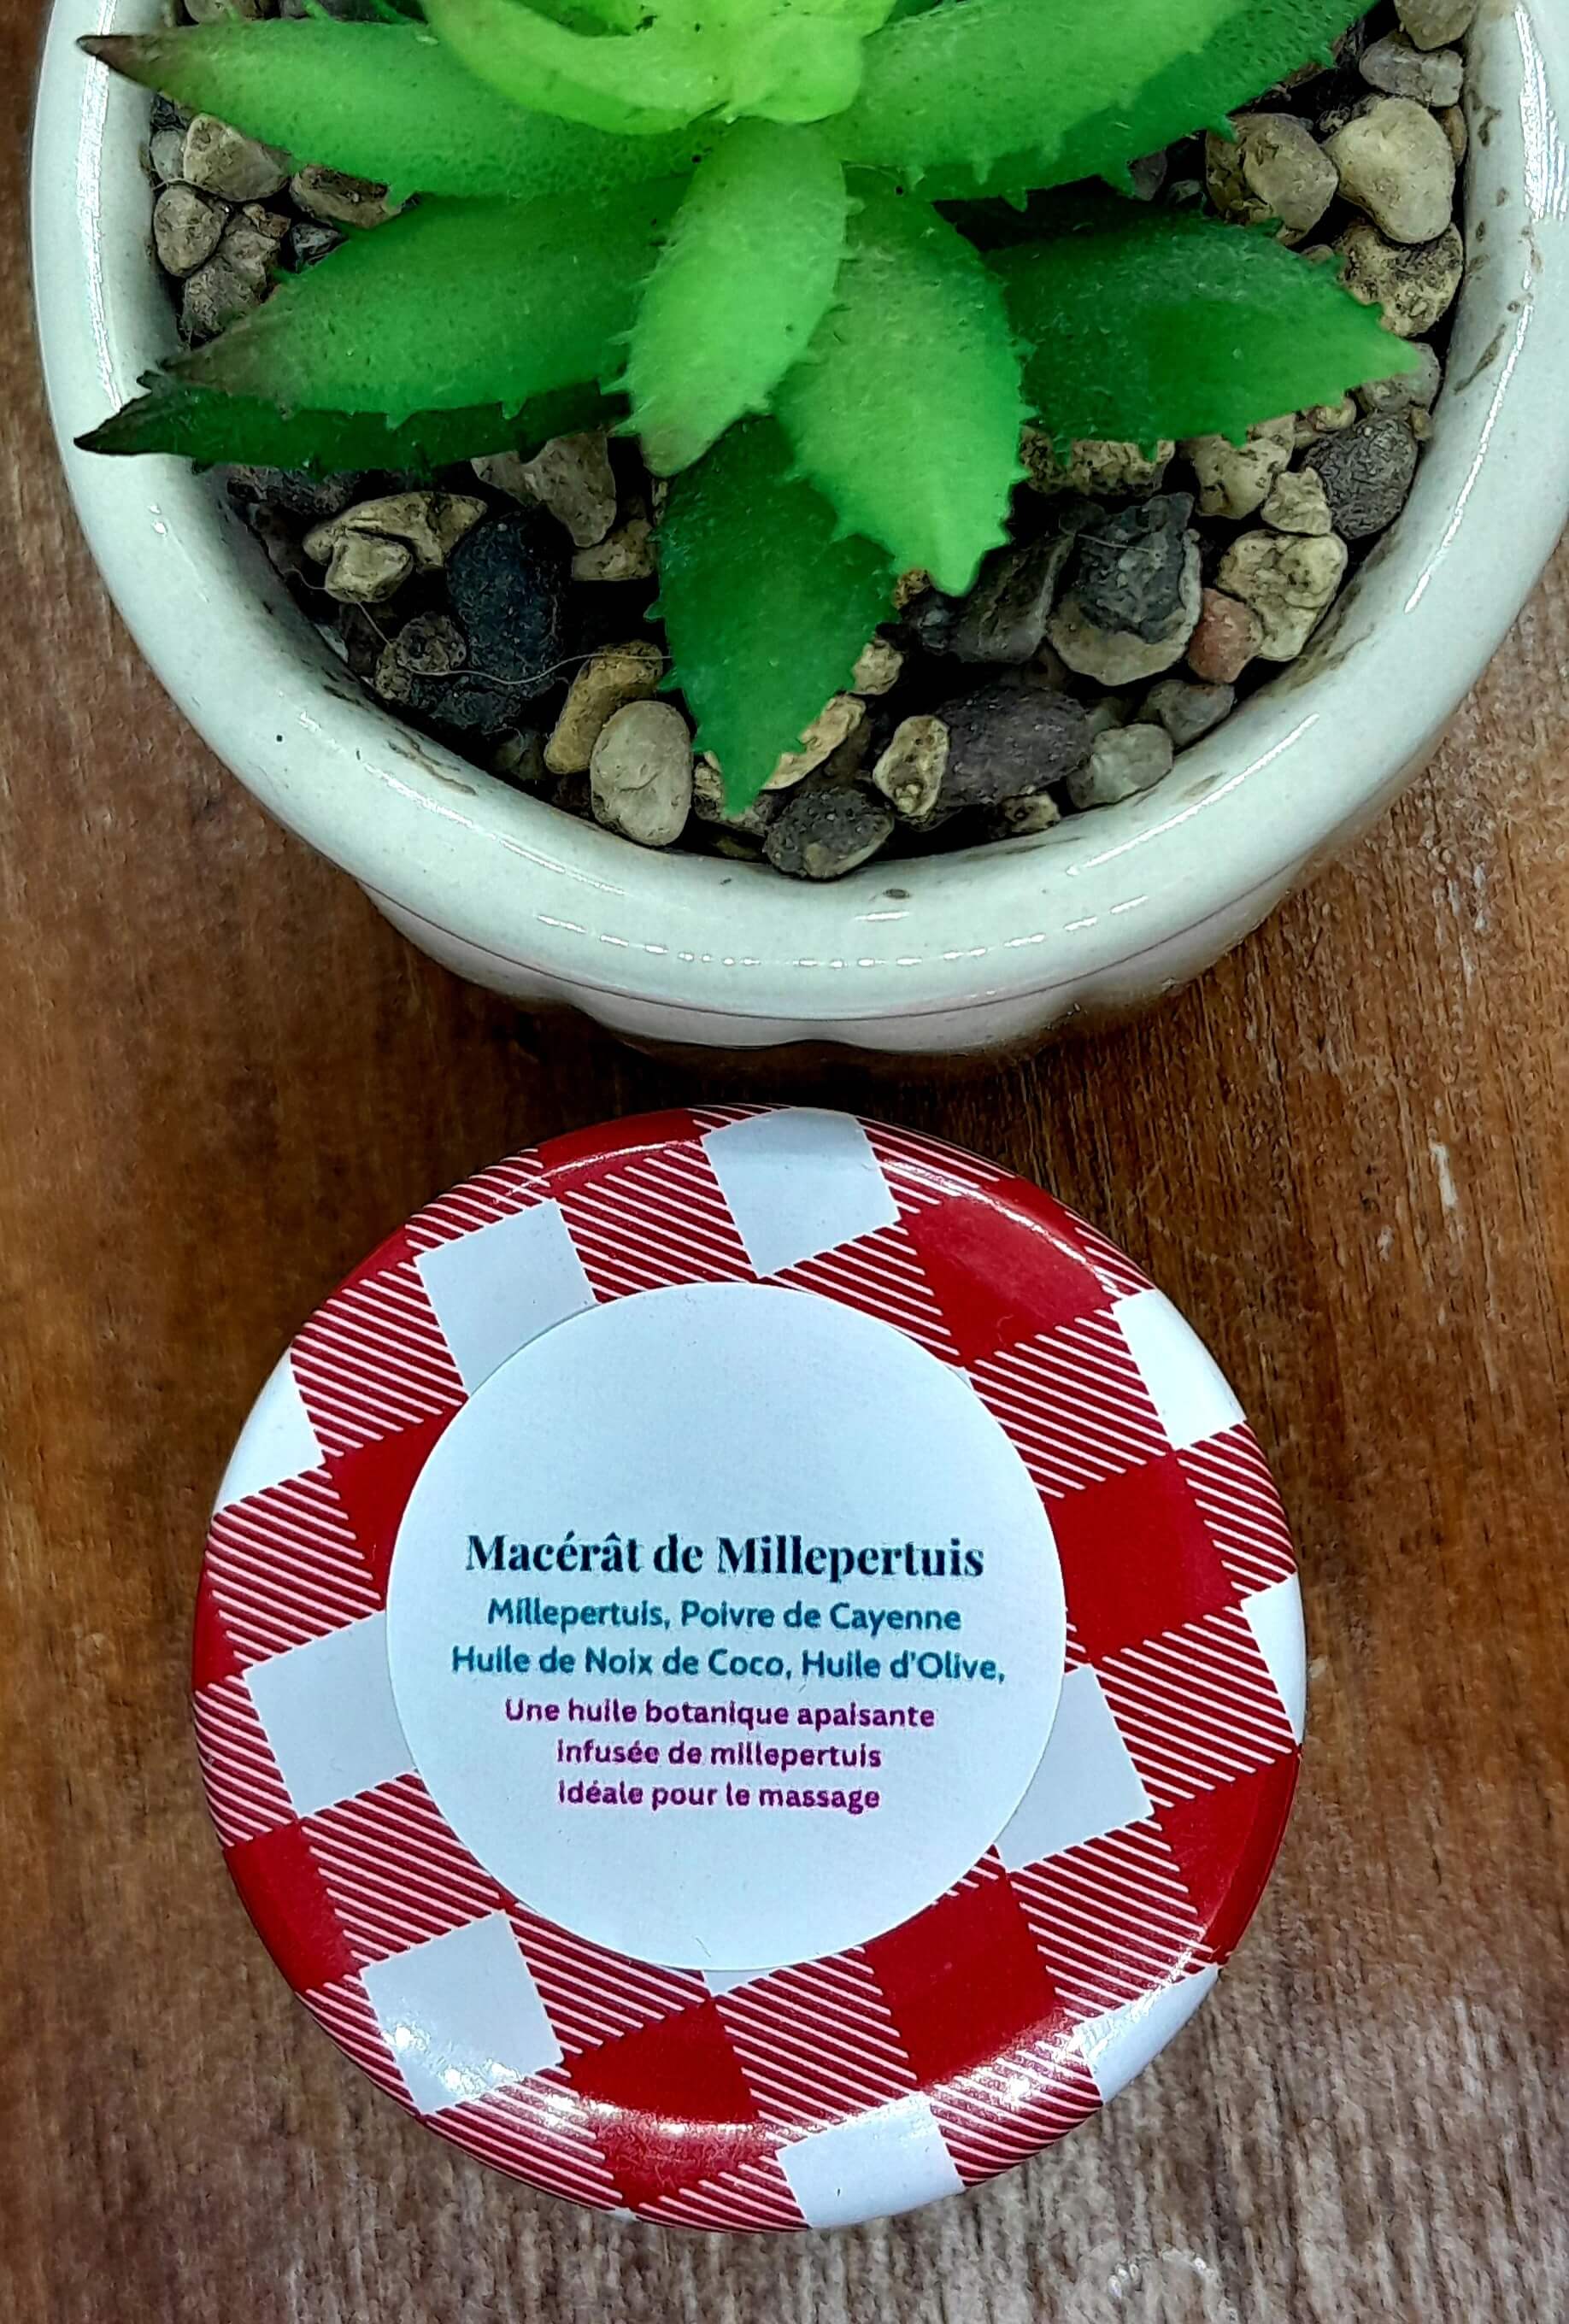 Macérât de Millepertuis
Millepertuis, Poivre de Cayenne
Huile de Noix de Coco, Huile d'Olive,
Une huile botanique apaisante
infusée de millepertuis
idéale pour le massage